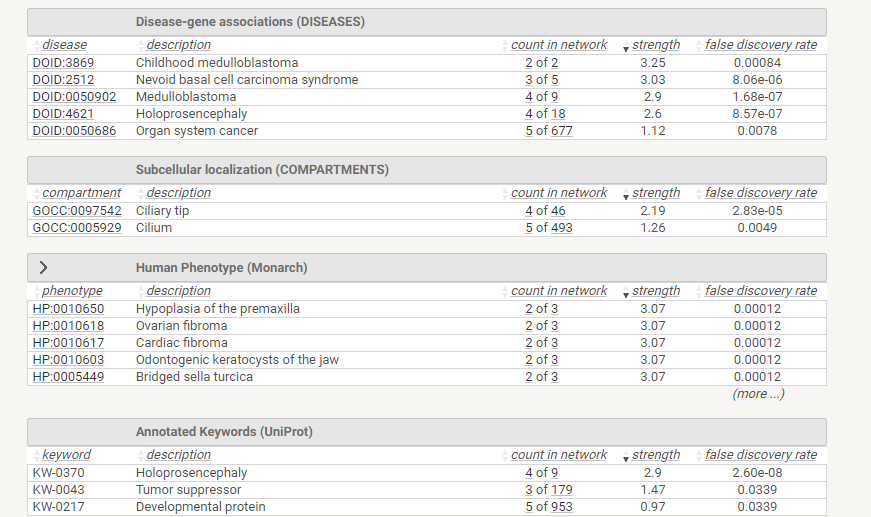 Disease-gene associations (DISEASES)
disease description count in network strength false discovery rate
DOID:3869 Childhood medulloblastoma 2 of 2 3.25 0.00084
DOID:2512 Nevoid basal cell carcinoma syndrome 3 of 5 3.03 8.06e-06
DOID:0050902 Medulloblastoma 4 of 9 2.9 1.68e-07
DOID:4621 Holoprosencephaly 4 of 18 2.6 8.57e-07
DOID:0050686 Organ system cancer 5 of 677 1.12 0.0078
Subcellular localization (COMPARTMENTS)
compartment description count in network strength false discovery rate
GOCC:0097542 Ciliary tip 4 of 46 2.19 2.83e-05
GOCC:0005929 Cilium 5 of 493 1.26 0.0049
Human Phenotype (Monarch)
phenotype description count in network strength false discovery rate
HP:0010650 Hypoplasia of the premaxilla 2 of 3 3.07 0.00012
HP:0010618 Ovarian fibroma 2 of 3 3.07 0.00012
HP:0010617 Cardiac fibroma 2 of 3 3.07 0.00012
HP:0010603 Odontogenic keratocysts of the jaw 2 of 3 3.07 0.00012
HP:0005449 Bridged sella turcica 2 of 3 3.07 0.00012
(more ...)
Annotated Keywords (UniProt)
keyword description count in network strength false discovery rate
KW-0370 Holoprosencephaly 4 of 9 2.9 2.60e-08
KW-0043 Tumor suppressor 3 of 179 1.47 0.0339
KW-0217 Developmental protein 5 of 953 0.97 0.0339